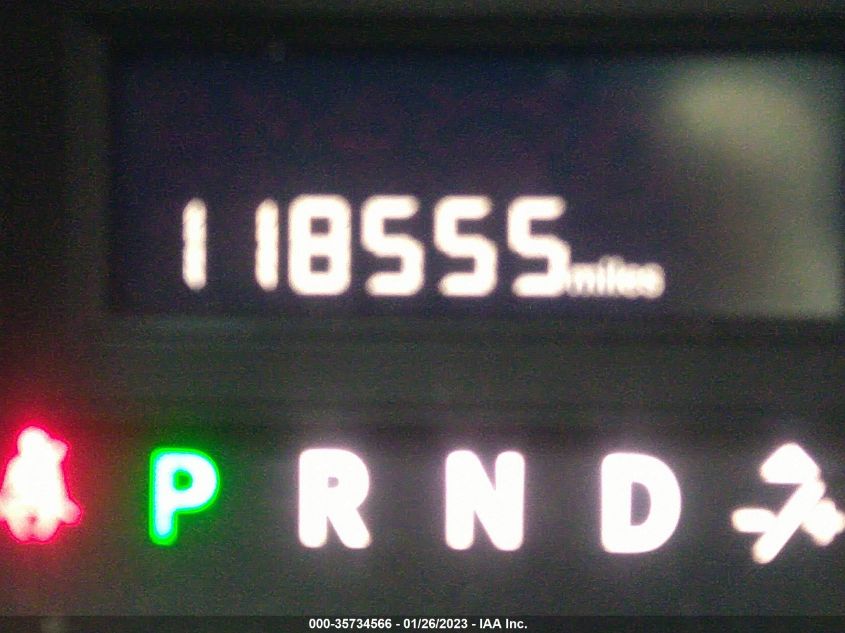 118555 miles
P R N D
000-35734566 - 01/26/2023 - IAA Inc.